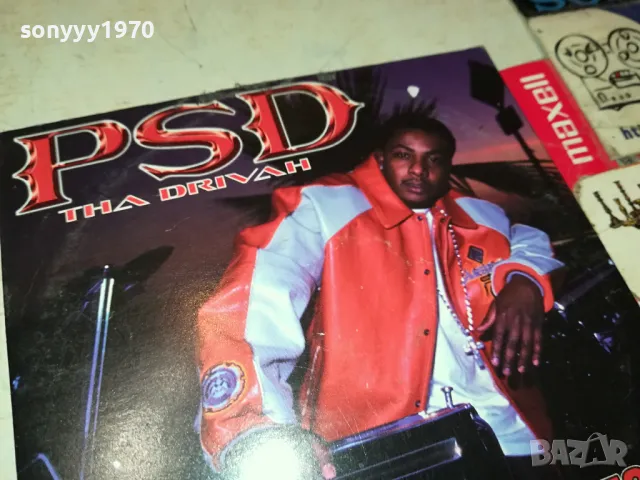 sonyyy1970
PSD
THA DRIVAH
maxell
BAZAR